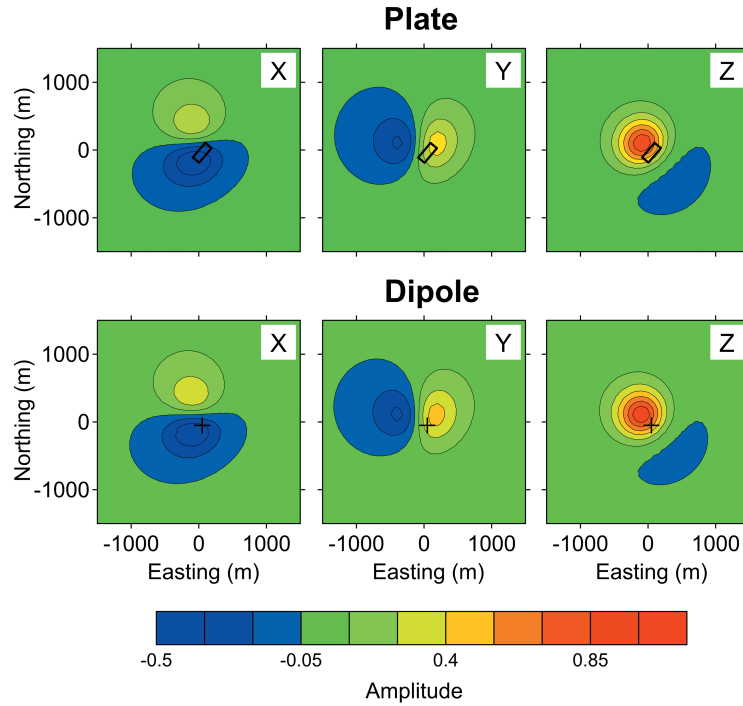 Plate
X Y Z
Northing (m)
1000
0
-1000
Dipole
X Y Z
Northing (m)
1000
0
-1000
-1000 0 1000 -1000 0 1000 -1000 0 1000
Easting (m) Easting (m) Easting (m)
-0.5 -0.05 0.4 0.85
Amplitude